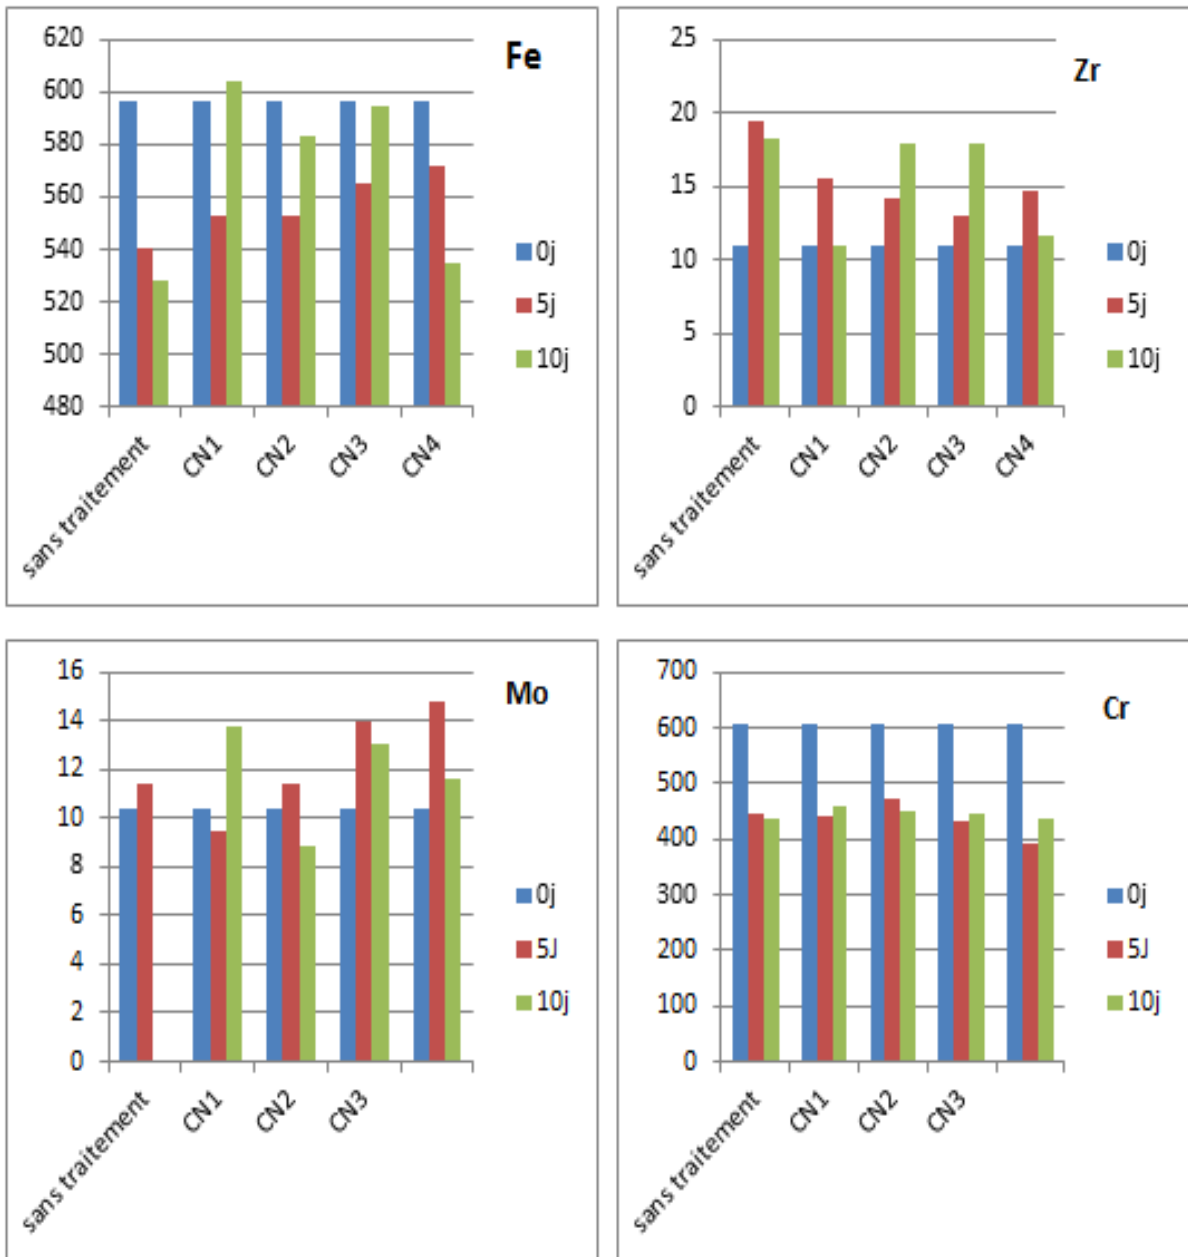 Fe
620
600
580
560
540
520
500
480
sans traitement
CN1
CN2
CN3
CN4
0j
5j
10j
Zr
25
20
15
10
5
0
sans traitement
CN1
CN2
CN3
CN4
0j
5j
10j
Mo
16
14
12
10
8
6
4
2
0
sans traitement
CN1
CN2
CN3
0j
5J
10j
Cr
700
600
500
400
300
200
100
0
sans traitement
CN1
CN2
CN3
0j
5J
10j